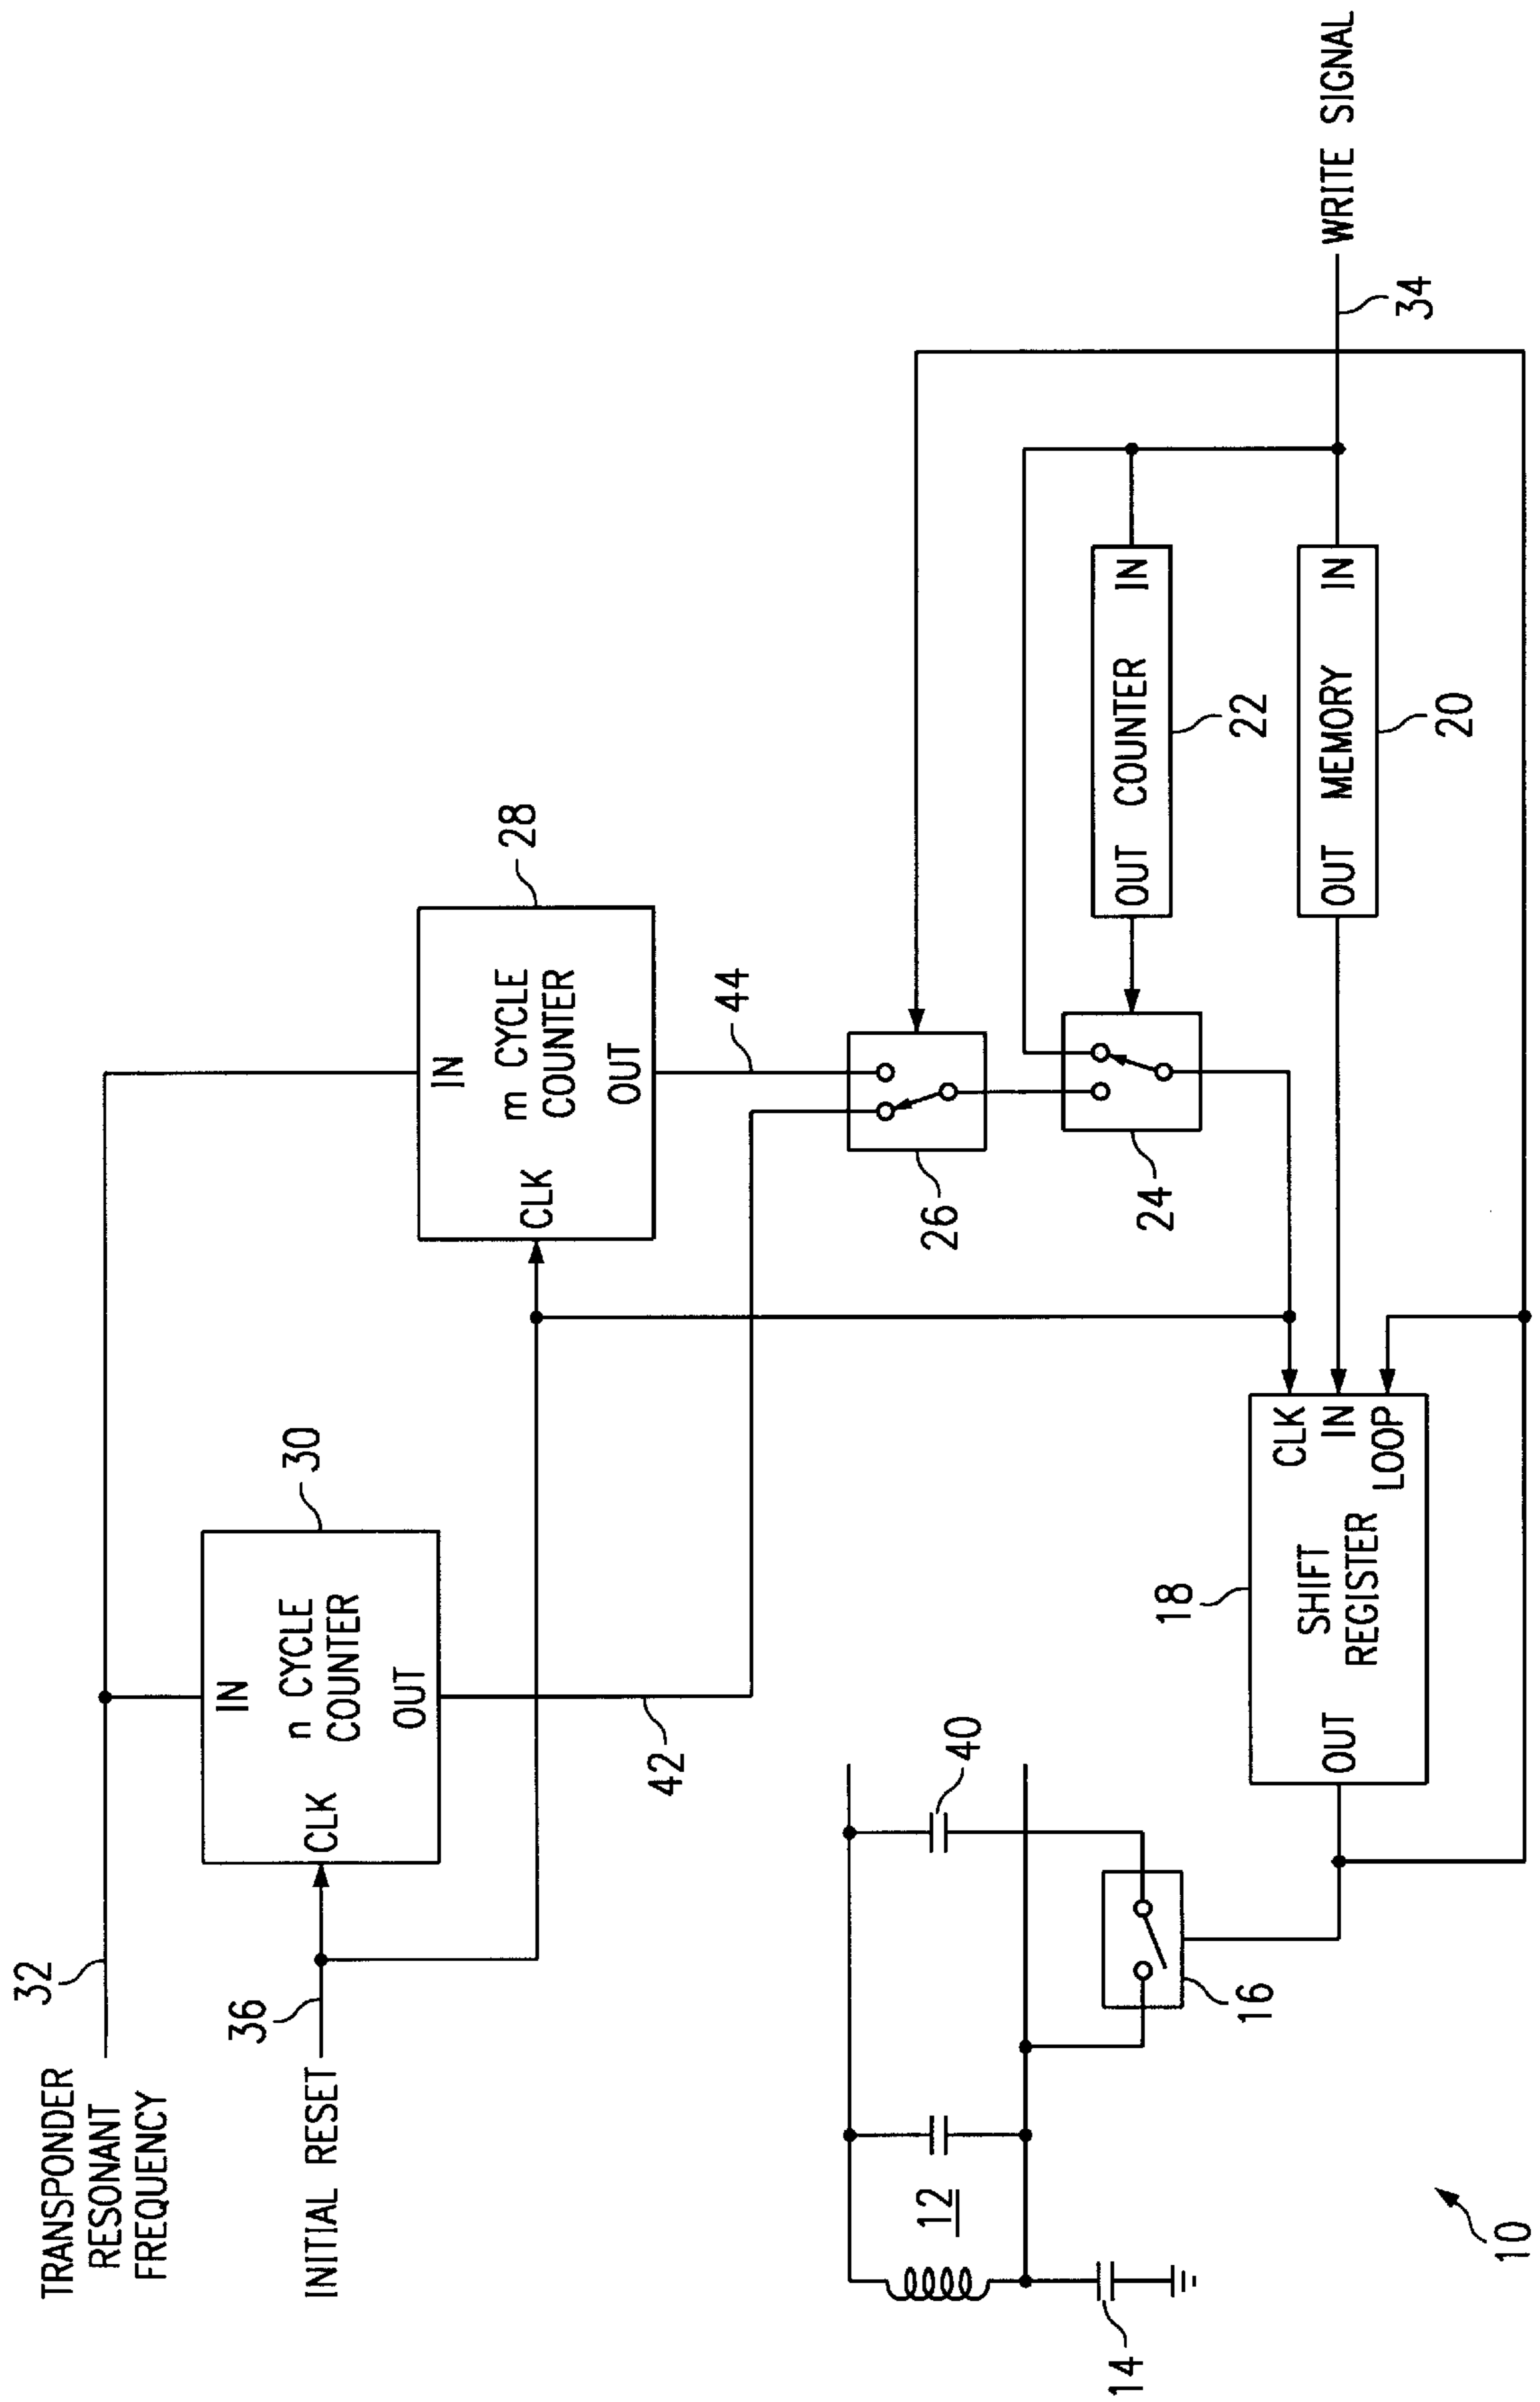 TRANSPONDER
RESONANT
FREQUENCY
32
INITIAL RESET
36
IN
n CYCLE
COUNTER
CLK
OUT
30
42
IN
m CYCLE
COUNTER
CLK
OUT
28
44
26
24
OUT COUNTER IN
22
OUT MEMORY IN
20
WRITE SIGNAL
34
12
14
40
16
18
OUT
SHIFT
REGISTER
CLK
IN
LOOP
10